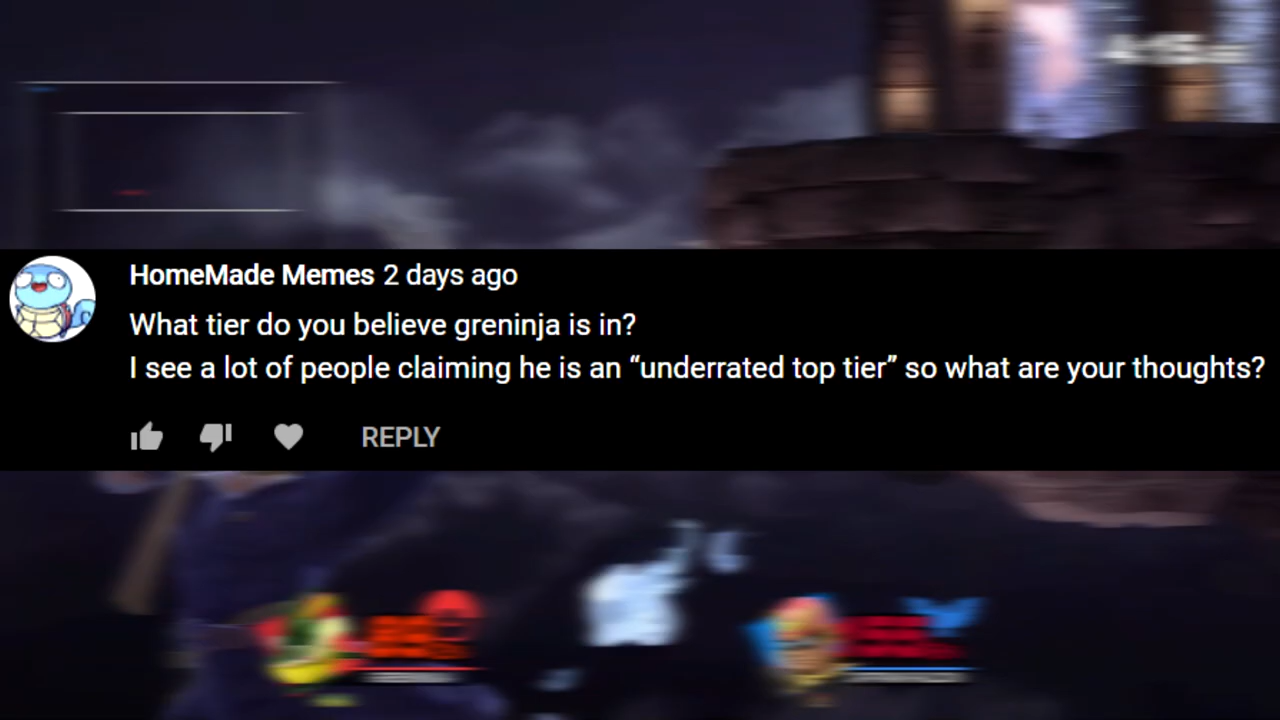 HomeMade Memes 2 days ago
What tier do you believe greninja is in?
I see a lot of people claiming he is an “underrated top tier” so what are your thoughts?
REPLY